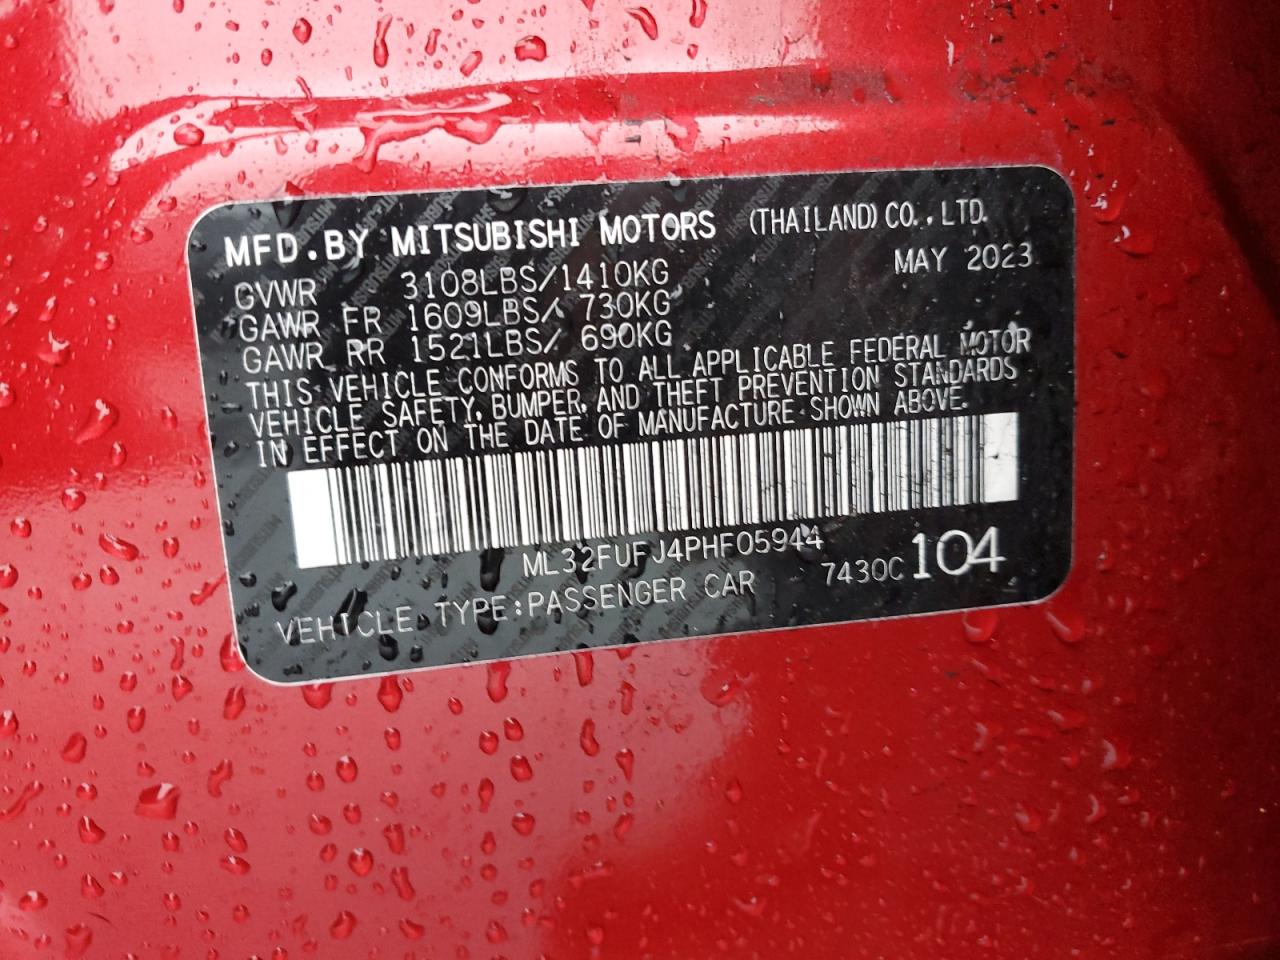 MFD. BY MITSUBISHI MOTORS (THAILAND) CO., LTD.
MAY 2023
GVWR 3108LBS/1410KG
GAWR FR 1609LBS/ 730KG
GAWR RR 1521LBS/ 690KG
THIS VEHICLE CONFORMS TO ALL APPLICABLE FEDERAL MOTOR
VEHICLE SAFETY, BUMPER, AND THEFT PREVENTION STANDARDS
IN EFFECT ON THE DATE OF MANUFACTURE SHOWN ABOVE.
ML32FUFJ4PHF05944
VEHICLE TYPE:PASSENGER CAR 7430C 104